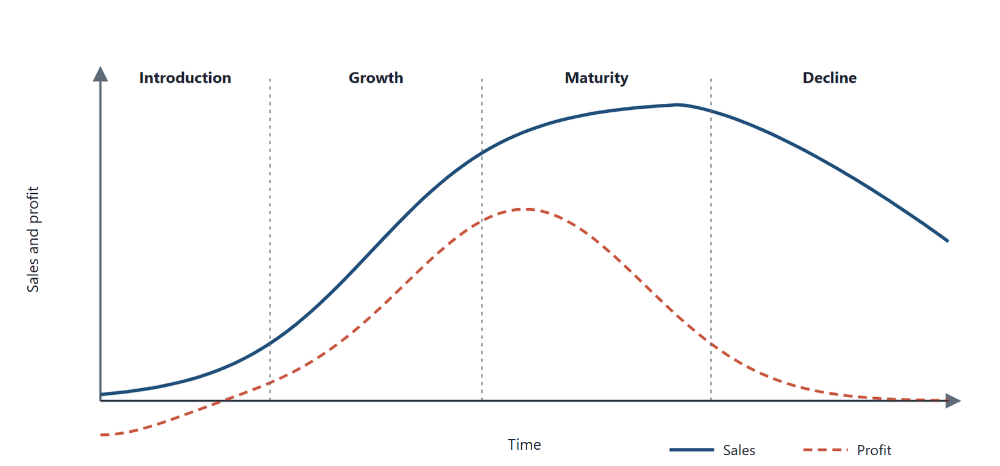 Introduction
Growth
Maturity
Decline
Sales and profit
Time
Sales
Profit